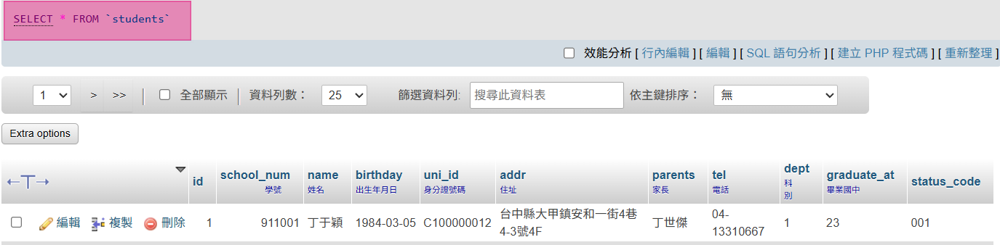 SELECT * FROM `students`
效能分析 [ 行內編輯 ] [ 編輯 ] [ SQL 語句分析 ] [ 建立 PHP 程式碼 ] [ 重新整理 ]
1 > >> 全部顯示 資料列數： 25 篩選資料列: 搜尋此資料表 依主鍵排序： 無
Extra options
←T→ id school_num name birthday uni_id addr parents tel dept graduate_at status_code
學號 姓名 出生年月日 身分證號碼 住址 家長 電話 科 畢業國中
別
編輯 複製 刪除 1 911001 丁于穎 1984-03-05 C100000012 台中縣大甲鎮安和一街4巷 丁世傑 04- 1 23 001
4-3號4F 13310667